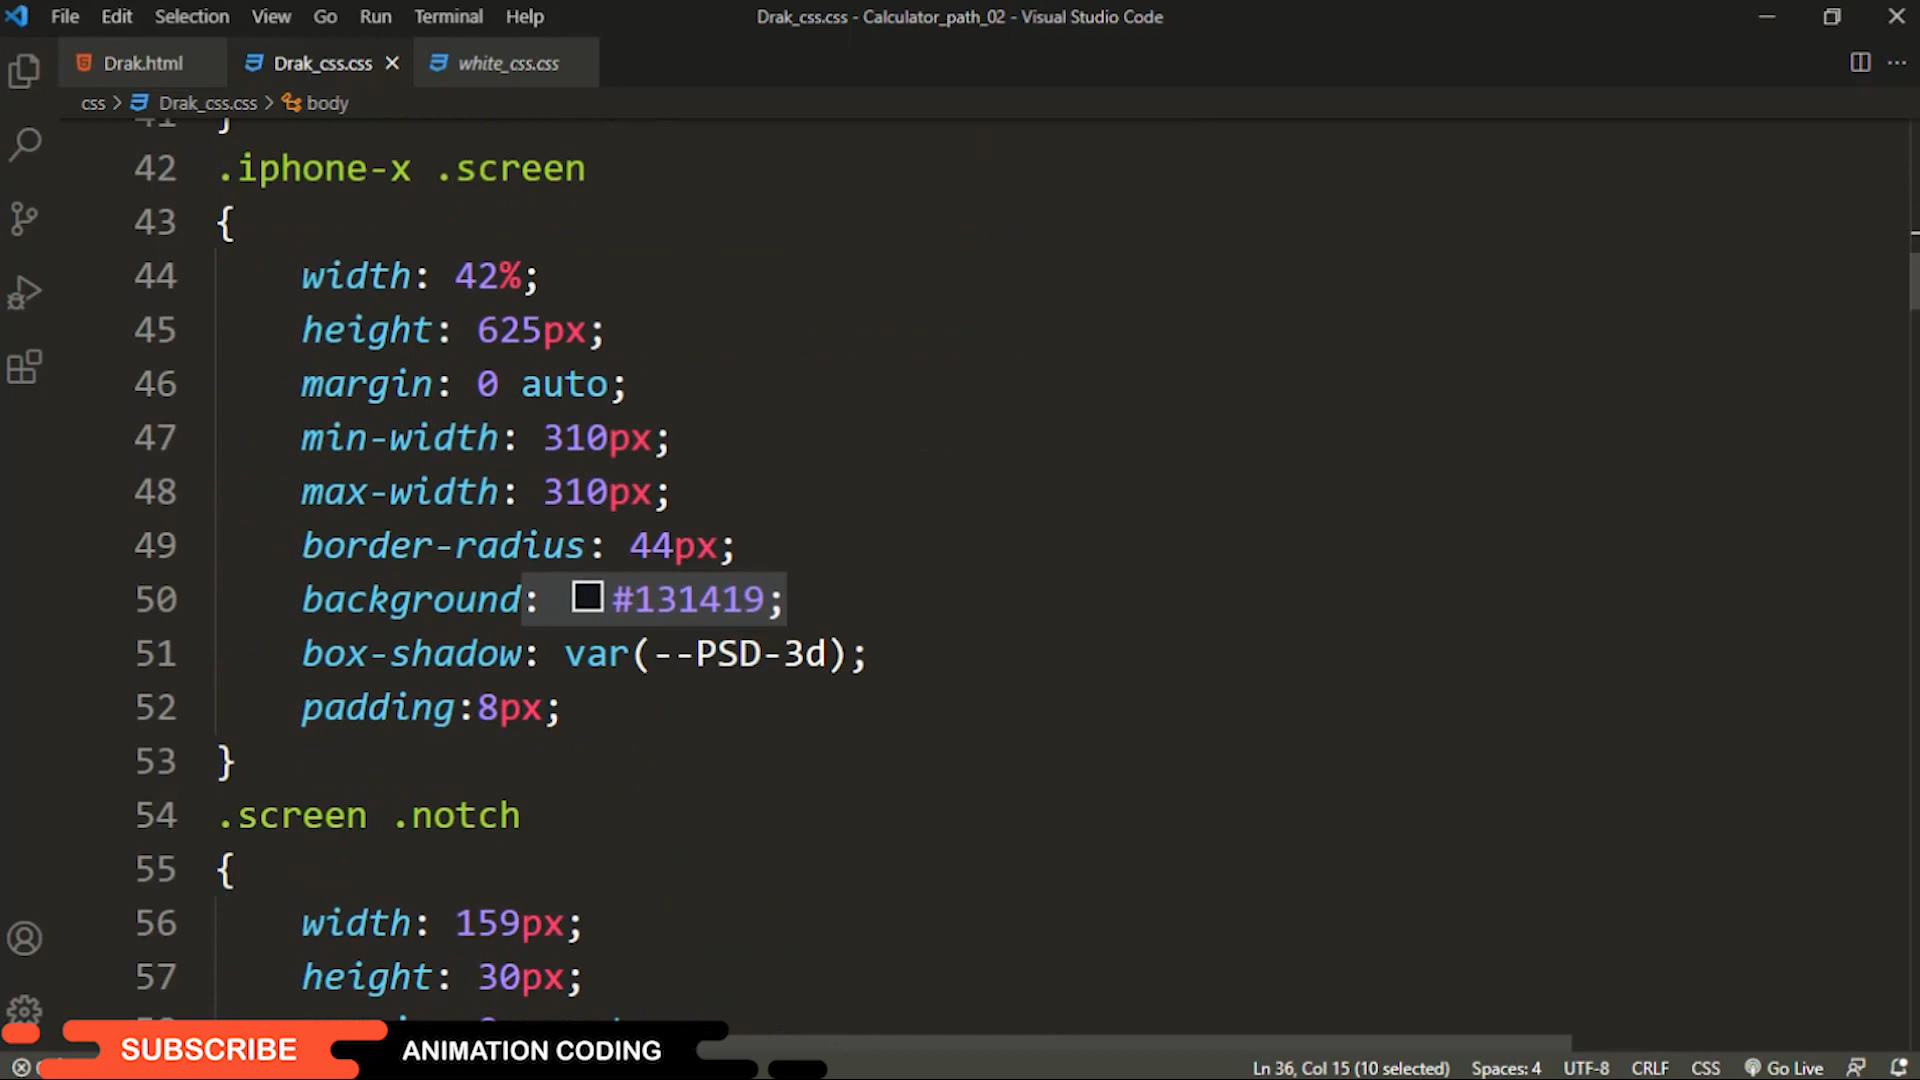 File Edit Selection View Go Run Terminal Help
Drak_css.css - Calculator_path_02 - Visual Studio Code
Drak.html Drak_css.css white_css.css
css > Drak_css.css > body
41 }
42 .iphone-x .screen
43 {
44 width: 42%;
45 height: 625px;
46 margin: 0 auto;
47 min-width: 310px;
48 max-width: 310px;
49 border-radius: 44px;
50 background: #131419;
51 box-shadow: var(--PSD-3d);
52 padding:8px;
53 }
54 .screen .notch
55 {
56 width: 159px;
57 height: 30px;
SUBSCRIBE ANIMATION CODING
Ln 36, Col 15 (10 selected) Spaces: 4 UTF-8 CRLF CSS Go Live